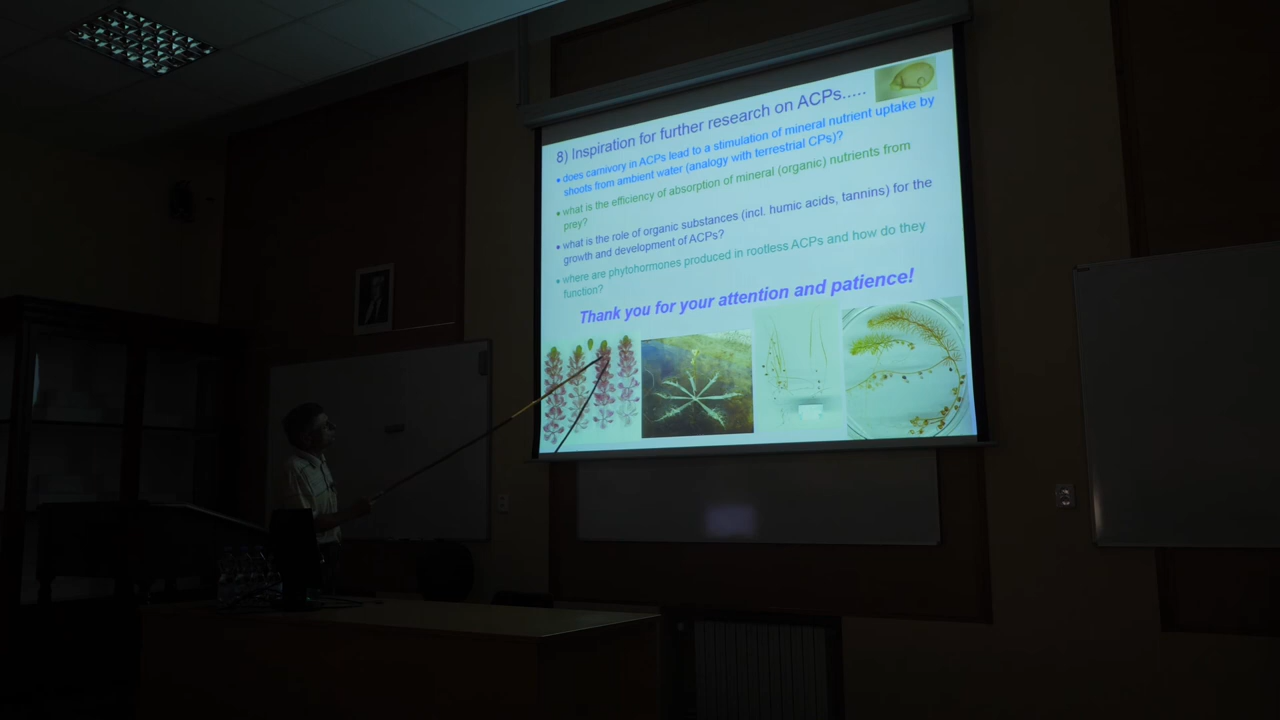 8) Inspiration for further research on ACPs.....
• does carnivory in ACPs lead to a stimulation of mineral nutrient uptake by
shoots from ambient water (analogy with terrestrial CPs)?
• what is the efficiency of absorption of mineral (organic) nutrients from
prey?
• what is the role of organic substances (incl. humic acids, tannins) for the
growth and development of ACPs?
• where are phytohormones produced in rootless ACPs and how do they
function?
Thank you for your attention and patience!